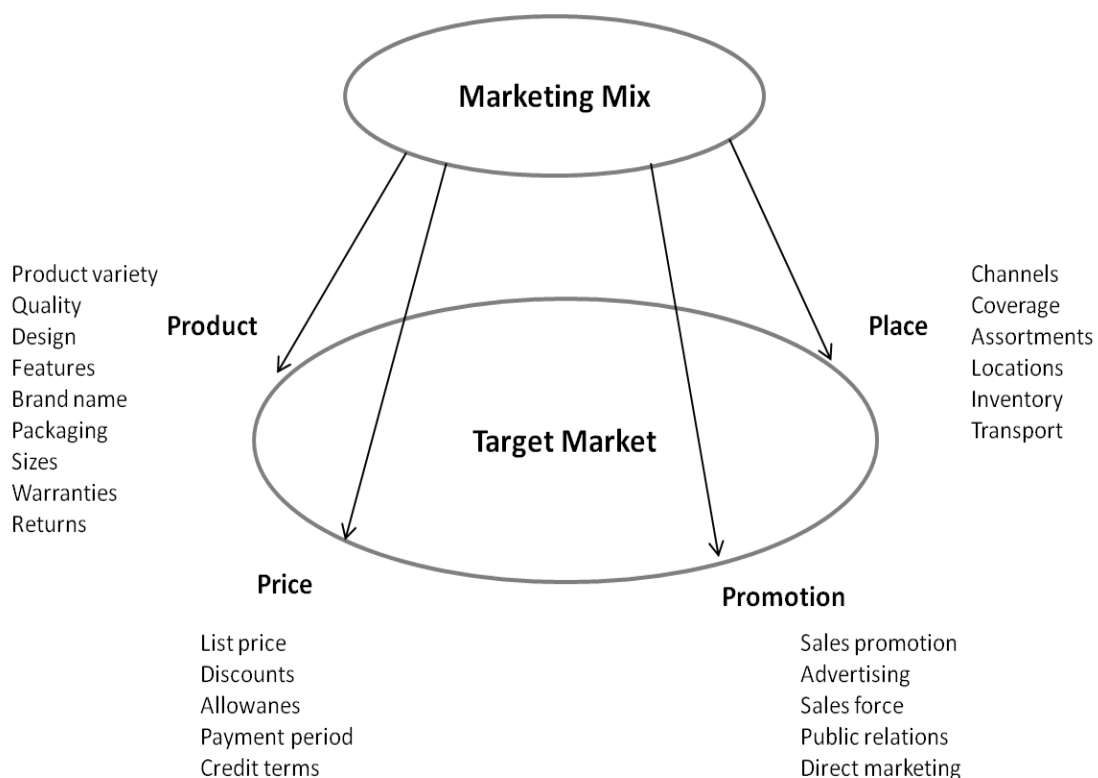 Marketing Mix
Product variety
Quality
Design
Features
Brand name
Packaging
Sizes
Warranties
Returns
Product
Target Market
Place
Channels
Coverage
Assortments
Locations
Inventory
Transport
Price
List price
Discounts
Allowanes
Payment period
Credit terms
Promotion
Sales promotion
Advertising
Sales force
Public relations
Direct marketing